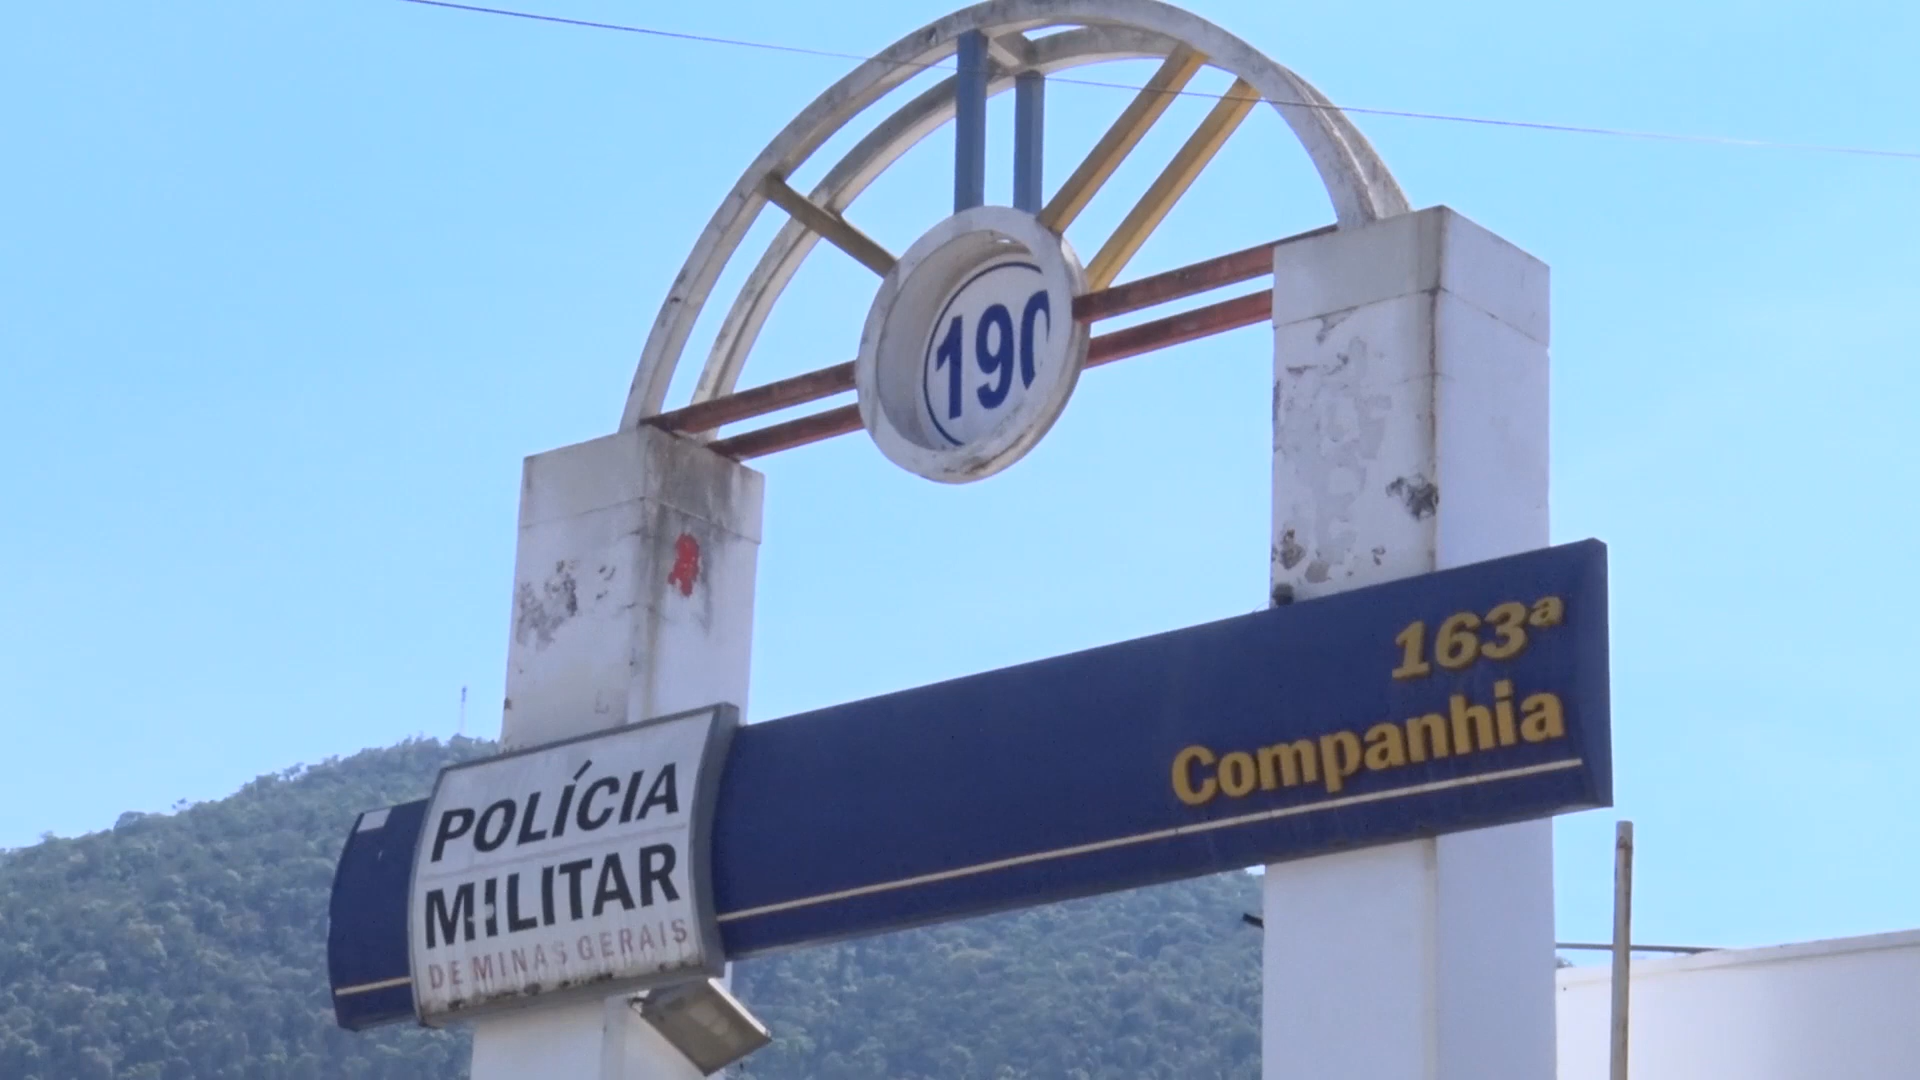 190
163ª
Companhia
POLÍCIA
MILITAR
DE MINAS GERAIS